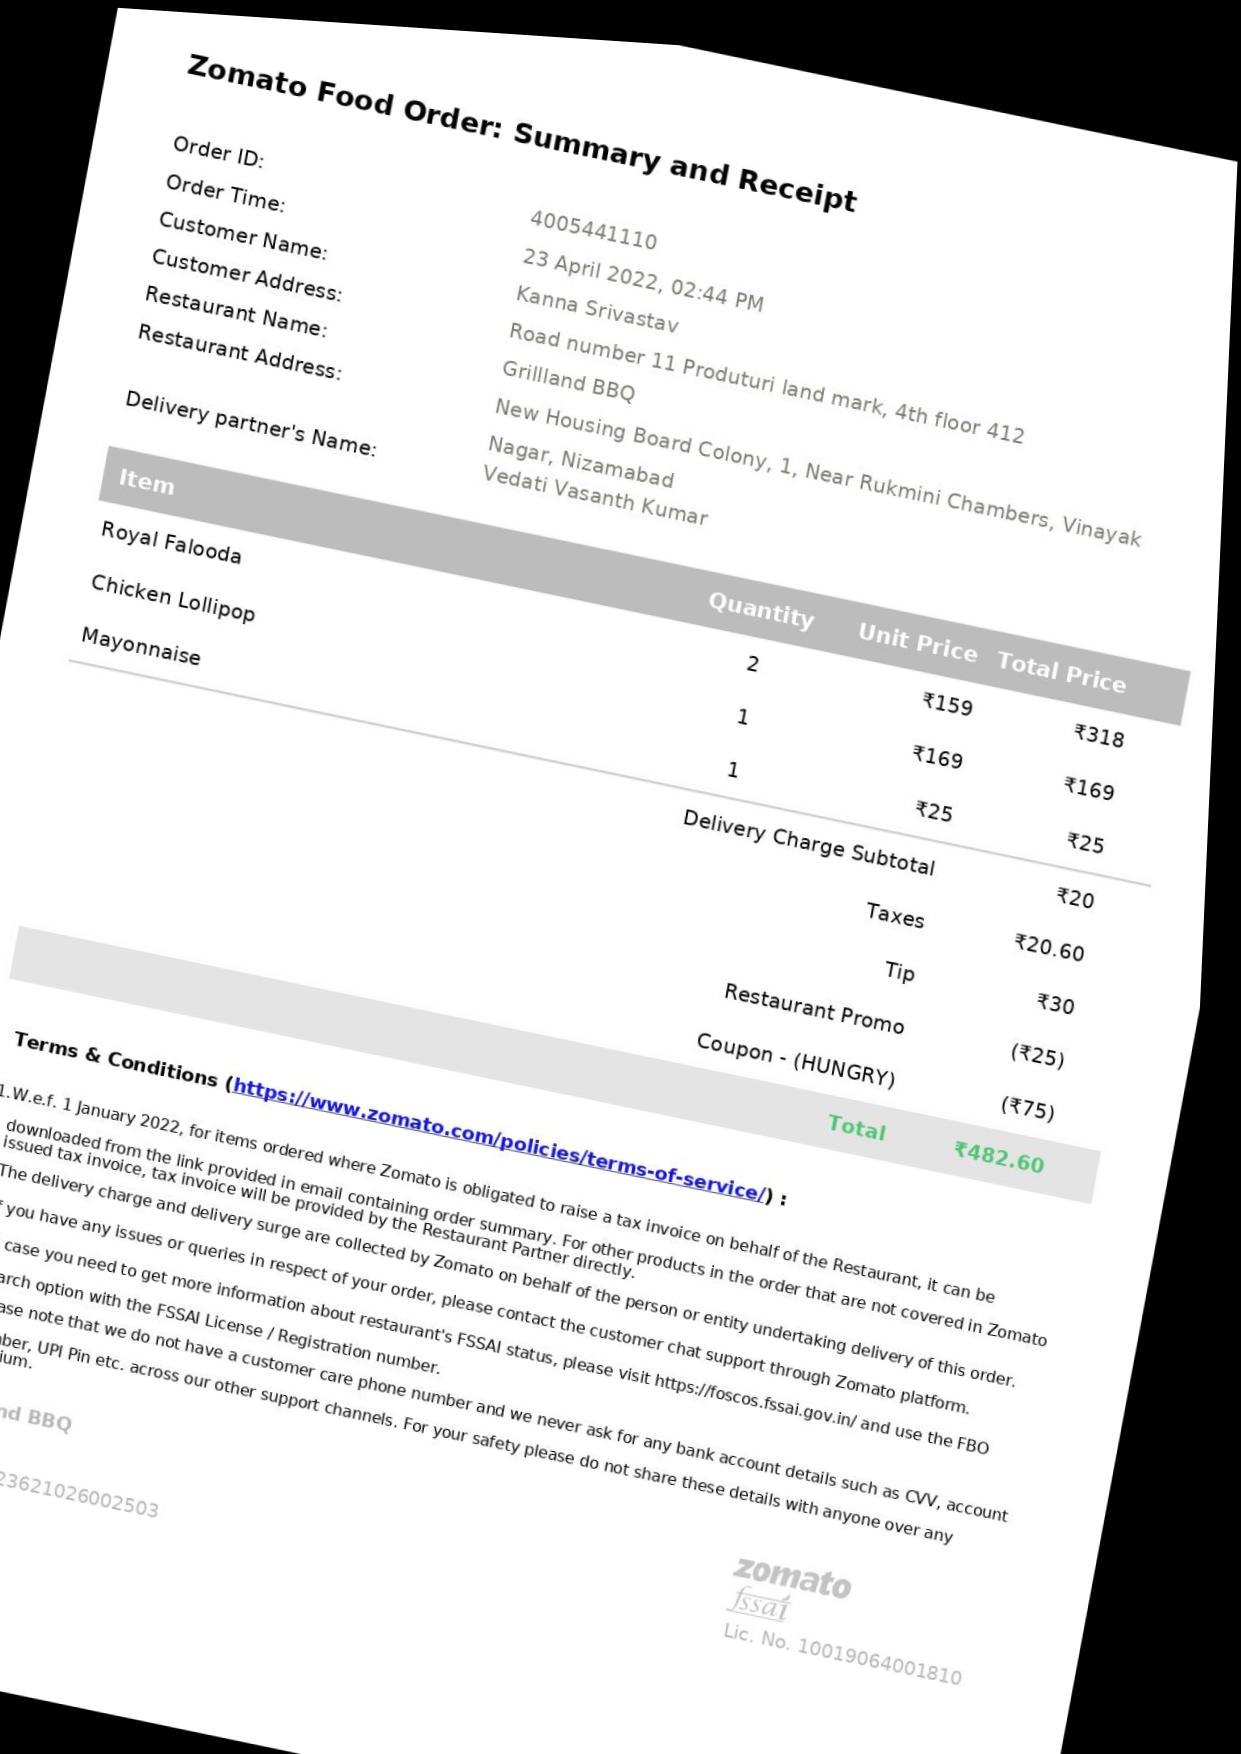 Zomato Food Order: Summary and Receipt
Order ID: 4005441110
Order Time: 23 April 2022, 02:44 PM
Customer Name: Kanna Srivastav
Customer Address: Road number 11 Produturi land mark, 4th floor 412
Restaurant Name: Grillland BBQ
Restaurant Address: New Housing Board Colony, 1, Near Rukmini Chambers, Vinayak
Nagar, Nizamabad
Delivery partner's Name: Vedati Vasanth Kumar
Item Quantity Unit Price Total Price
Royal Falooda 2 ₹159 ₹318
Chicken Lollipop 1 ₹169 ₹169
Mayonnaise 1 ₹25 ₹25
Delivery Charge Subtotal ₹20
Taxes ₹20.60
Tip ₹30
Restaurant Promo (₹25)
Coupon - (HUNGRY) (₹75)
Total ₹482.60
Terms & Conditions (https://www.zomato.com/policies/terms-of-service/) :
1.W.e.f. 1 January 2022, for items ordered where Zomato is obligated to raise a tax invoice on behalf of the Restaurant, it can be
downloaded from the link provided in email containing order summary. For other products in the order that are not covered in Zomato
issued tax invoice, tax invoice will be provided by the Restaurant Partner directly.
The delivery charge and delivery surge are collected by Zomato on behalf of the person or entity undertaking delivery of this order.
you have any issues or queries in respect of your order, please contact the customer chat support through Zomato platform.
case you need to get more information about restaurant's FSSAI status, please visit https://foscos.fssai.gov.in/ and use the FBO
arch option with the FSSAI License / Registration number.
ase note that we do not have a customer care phone number and we never ask for any bank account details such as CVV, account
ber, UPI Pin etc. across our other support channels. For your safety please do not share these details with anyone over any
ium.
nd BBQ
23621026002503
zomato
fssai
Lic. No. 10019064001810